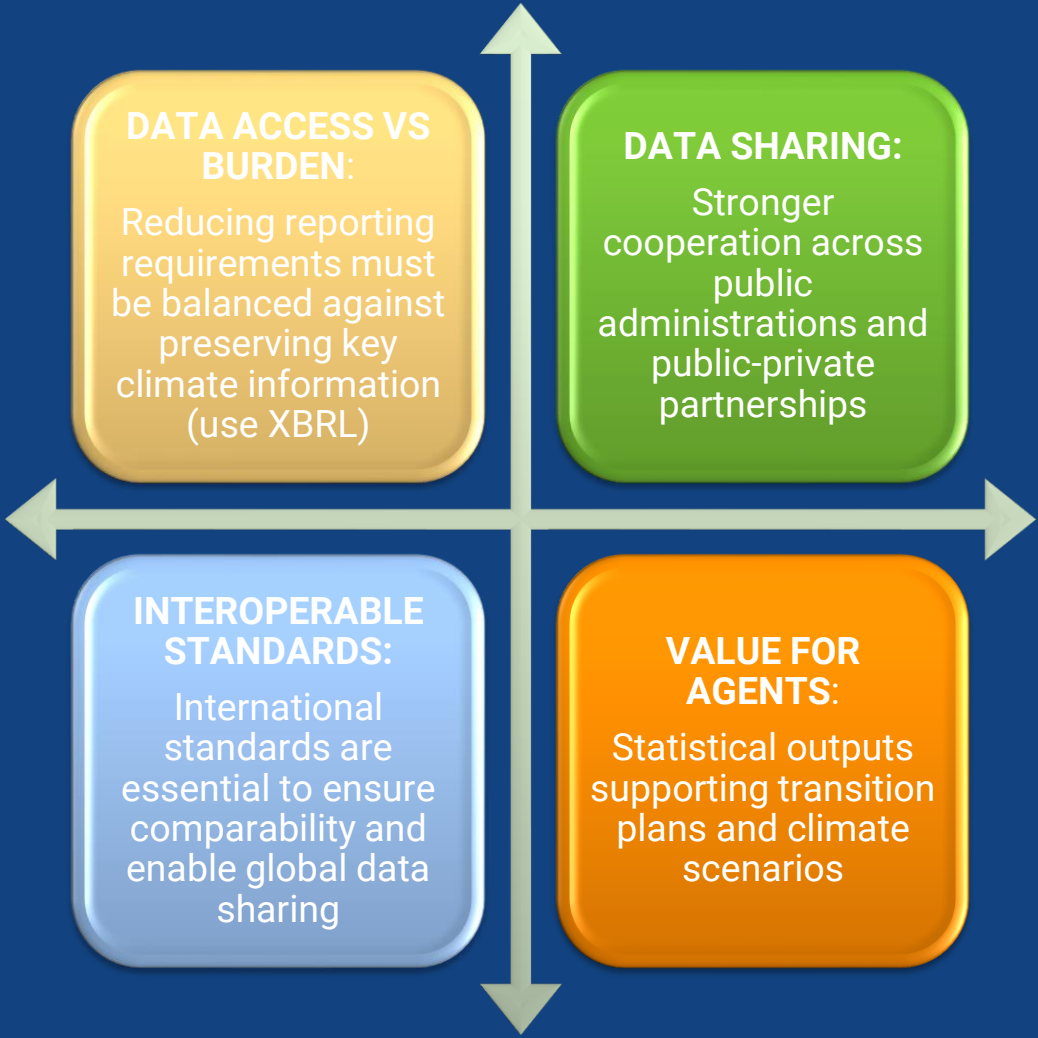 DATA ACCESS VS
BURDEN:
Reducing reporting
requirements must
be balanced against
preserving key
climate information
(use XBRL)
DATA SHARING:
Stronger
cooperation across
public
administrations and
public-private
partnerships
INTEROPERABLE
STANDARDS:
International
standards are
essential to ensure
comparability and
enable global data
sharing
VALUE FOR
AGENTS:
Statistical outputs
supporting transition
plans and climate
scenarios